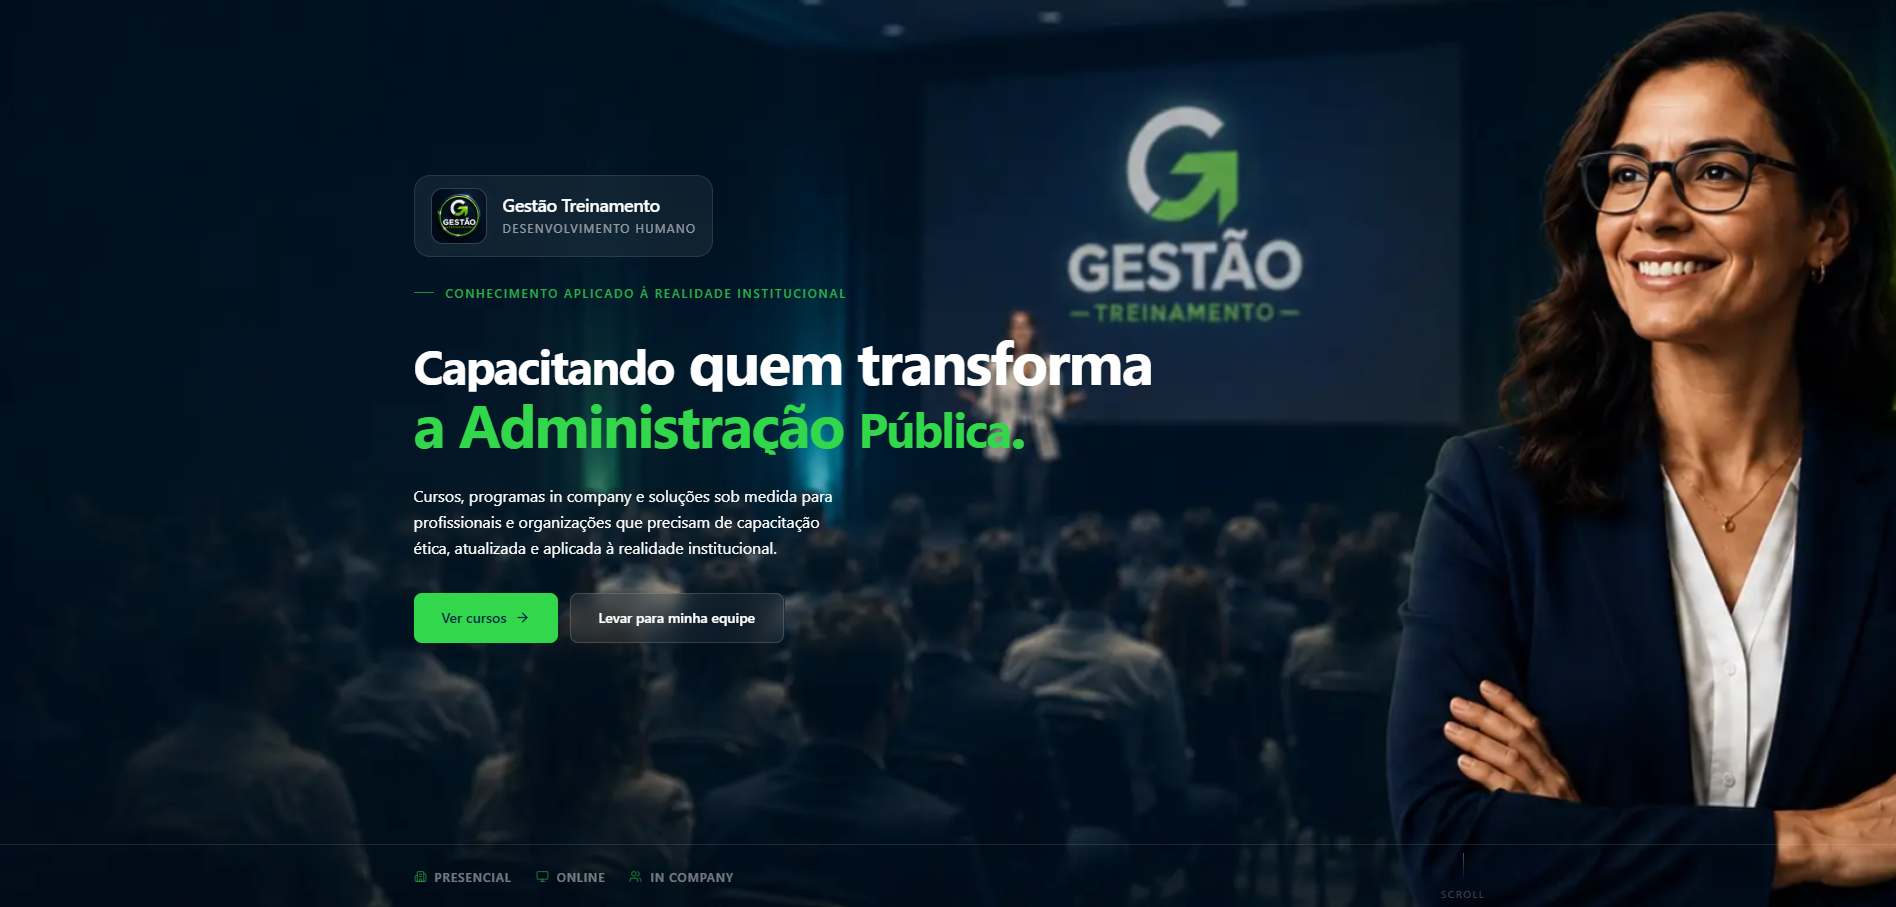 GESTÃO
TREINAMENTO
GESTÃO
Gestão Treinamento
DESENVOLVIMENTO HUMANO
CONHECIMENTO APLICADO À REALIDADE INSTITUCIONAL
Capacitando quem transforma
a Administração Pública.
Cursos, programas in company e soluções sob medida para
profissionais e organizações que precisam de capacitação
ética, atualizada e aplicada à realidade institucional.
Ver cursos →
Levar para minha equipe
PRESENCIAL
ONLINE
IN COMPANY
SCROLL